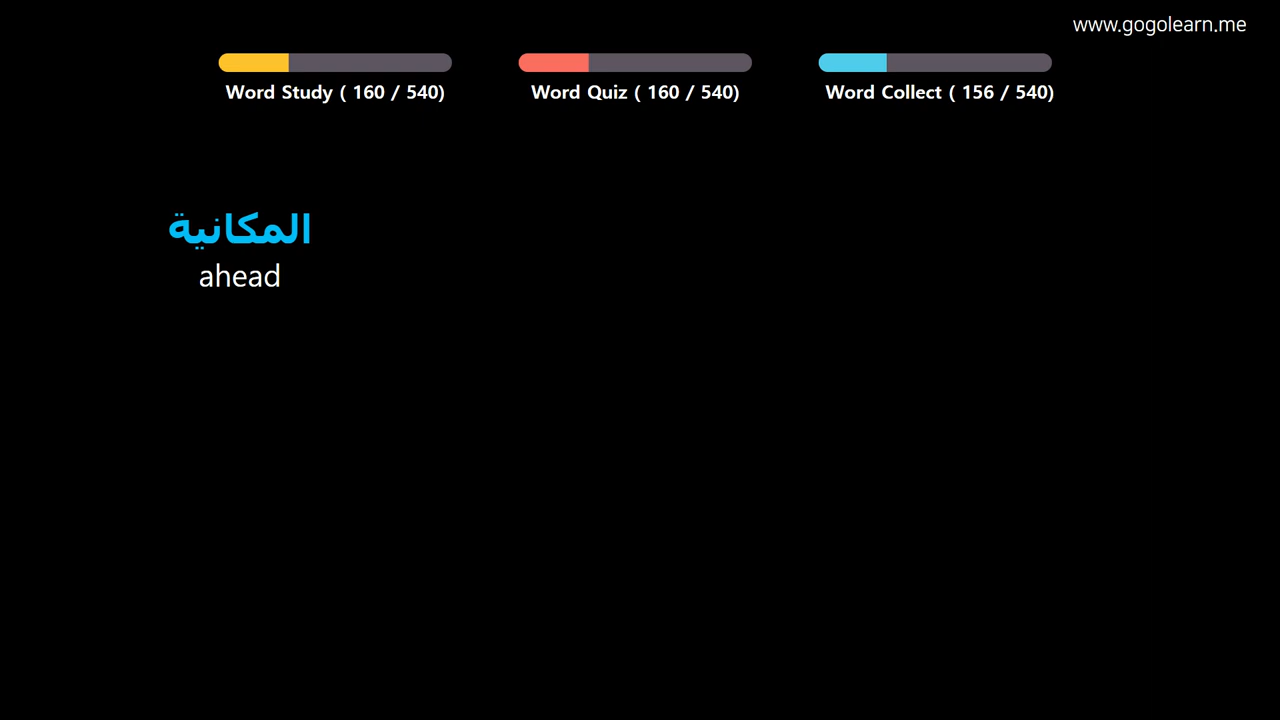 www.gogolearn.me
Word Study ( 160 / 540)
Word Quiz ( 160 / 540)
Word Collect ( 156 / 540)
المكانية
ahead